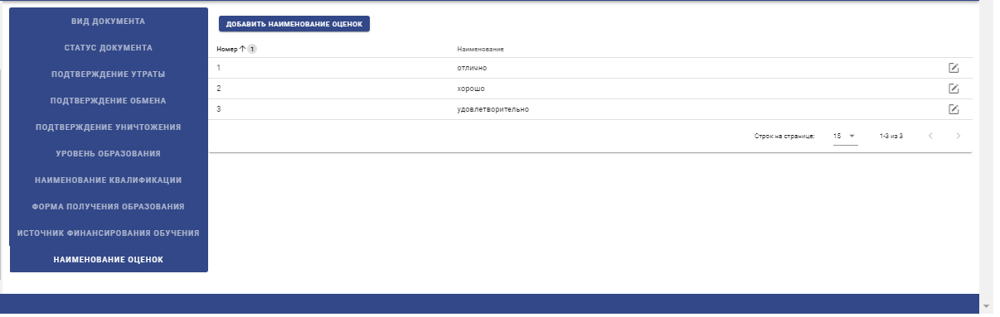 ВИД ДОКУМЕНТА
СТАТУС ДОКУМЕНТА
ПОДТВЕРЖДЕНИЕ УТРАТЫ
ПОДТВЕРЖДЕНИЕ ОБМЕНА
ПОДТВЕРЖДЕНИЕ УНИЧТОЖЕНИЯ
УРОВЕНЬ ОБРАЗОВАНИЯ
НАИМЕНОВАНИЕ КВАЛИФИКАЦИИ
ФОРМА ПОЛУЧЕНИЯ ОБРАЗОВАНИЯ
ИСТОЧНИК ФИНАНСИРОВАНИЯ ОБУЧЕНИЯ
НАИМЕНОВАНИЕ ОЦЕНОК
ДОБАВИТЬ НАИМЕНОВАНИЕ ОЦЕНОК
Номер ↑ 1 Наименование
1 отлично
2 хорошо
3 удовлетворительно
Строк на странице: 15 1-3 из 3